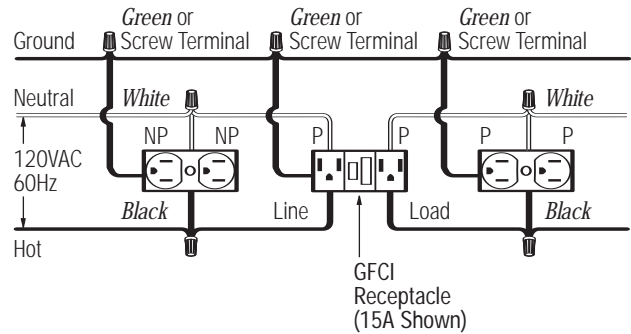 Green or
Screw Terminal
Green or
Screw Terminal
Green or
Screw Terminal
Ground
Neutral
White
White
NP
NP
P
P
P
P
120VAC
60Hz
Black
Line
Load
Black
Hot
GFCI
Receptacle
(15A Shown)